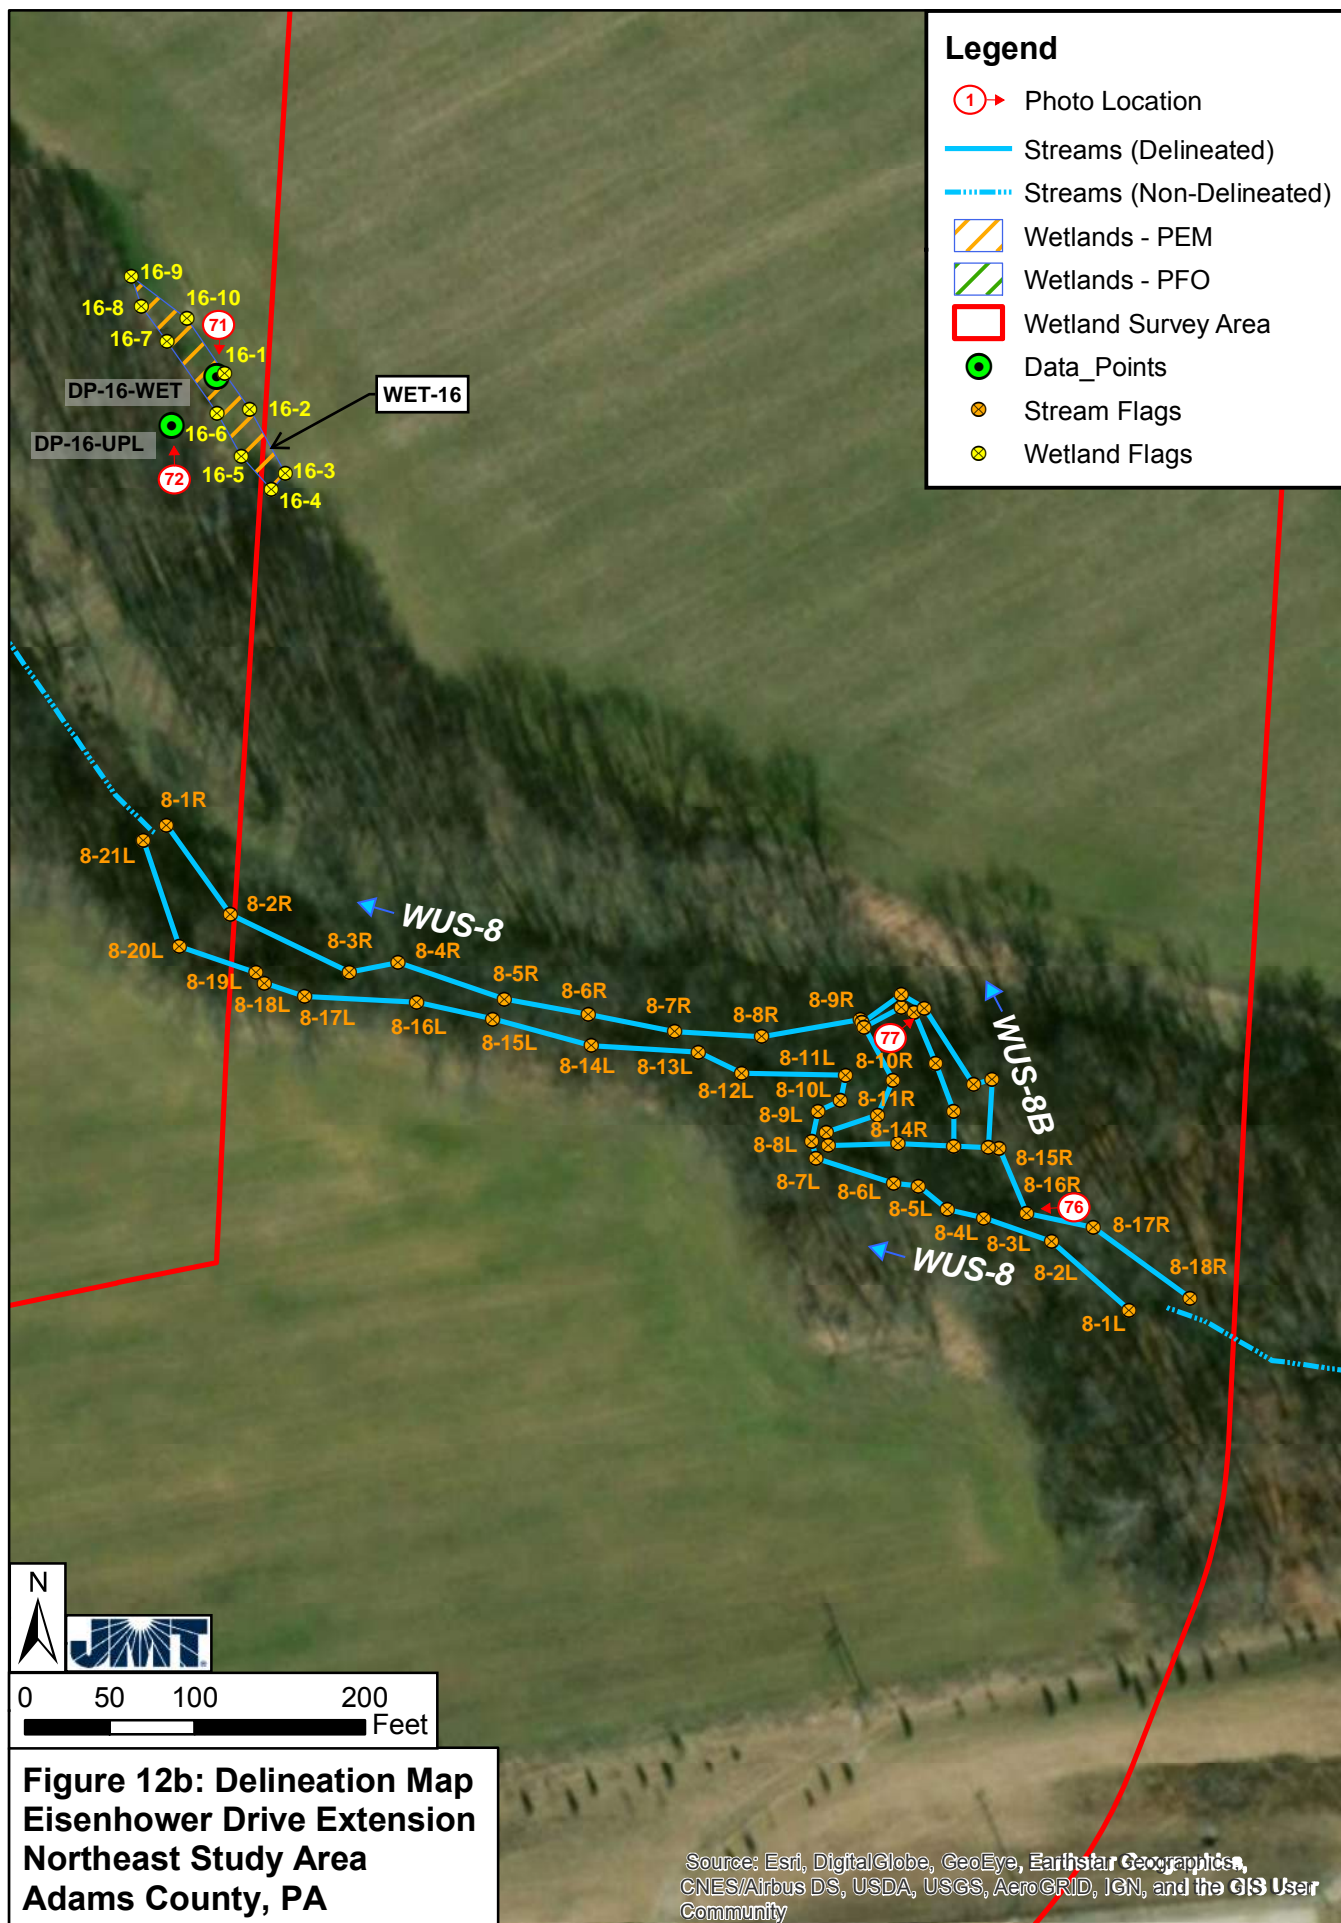 Legend
1 Photo Location
Streams (Delineated)
Streams (Non-Delineated)
Wetlands - PEM
Wetlands - PFO
Wetland Survey Area
Data_Points
Stream Flags
Wetland Flags
16-9
16-8
16-10
71
16-7
16-1
DP-16-WET
WET-16
16-2
16-6
DP-16-UPL
16-5
16-3
72
16-4
8-1R
8-21L
8-2R
WUS-8
8-20L
8-3R
8-4R
8-19L
8-5R
8-18L
8-6R
8-17L
8-7R
8-9R
8-16L
8-8R
8-15L
77
WUS-8B
8-14L
8-13L
8-11L
8-10R
8-12L
8-10L
8-11R
8-9L
8-14R
8-8L
8-15R
8-7L
8-16R
8-6L
76
8-5L
8-17R
8-4L
8-3L
8-2L
WUS-8
8-18R
8-1L
N
JMT
0 50 100 200
Feet
Figure 12b: Delineation Map
Eisenhower Drive Extension
Northeast Study Area
Adams County, PA
Source: Esri, DigitalGlobe, GeoEye, Earthstar Geographics,
CNES/Airbus DS, USDA, USGS, AeroGRID, IGN, and the GIS User
Community